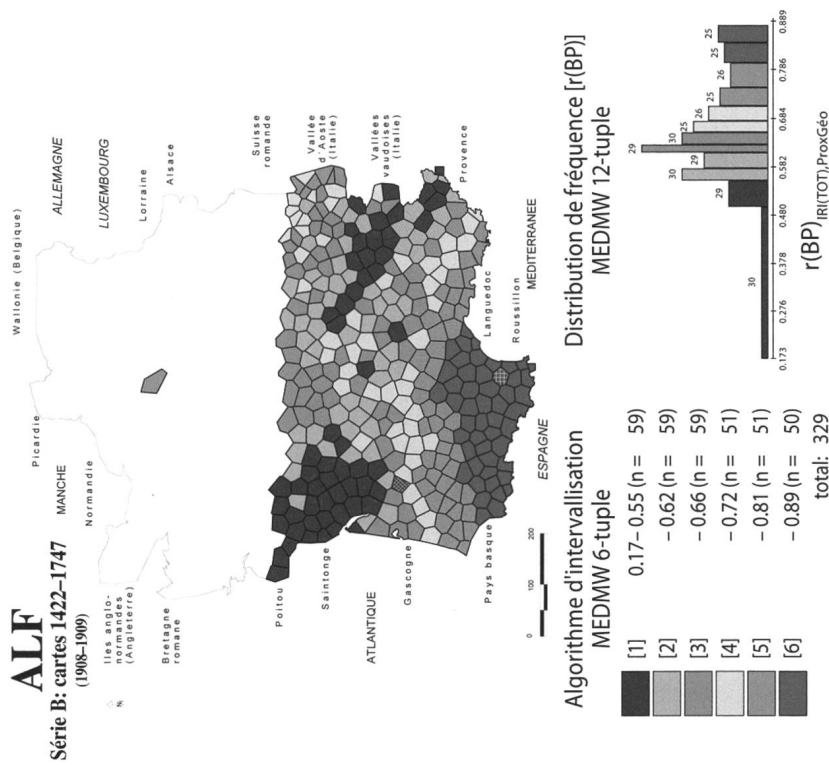 ALF
Série B: cartes 1422–1747
(1908–1909)
N
Wallonie (Belgique)
Picardie
MANCHE
Normandie
ALLEMAGNE
LUXEMBOURG
Lorraine
Alsace
Iles anglo-
normandes
(Angleterre)
Bretagne
romane
Suisse
romande
Vallée
d'Aoste
(Italie)
Vallées
vaudoises
(Italie)
Provence
Poitou
Saintonge
ATLANTIQUE
Gascogne
Pays basque
ESPAGNE
Languedoc
Roussillon
MEDITERRANEE
0 100 200
Algorithme d'intervallisation
MEDMW 6-tuple
[1] 0.17– 0.55 (n = 59)
[2] – 0.62 (n = 59)
[3] – 0.66 (n = 59)
[4] – 0.72 (n = 51)
[5] – 0.81 (n = 51)
[6] – 0.89 (n = 50)
total: 329
Distribution de fréquence [r(BP)]
MEDMW 12-tuple
30 29 30 29 29 30 25 25 25 26 25 25
0.173 0.276 0.378 0.480 0.582 0.684 0.786 0.889
r(BP)IRI(TOT),ProxGéo